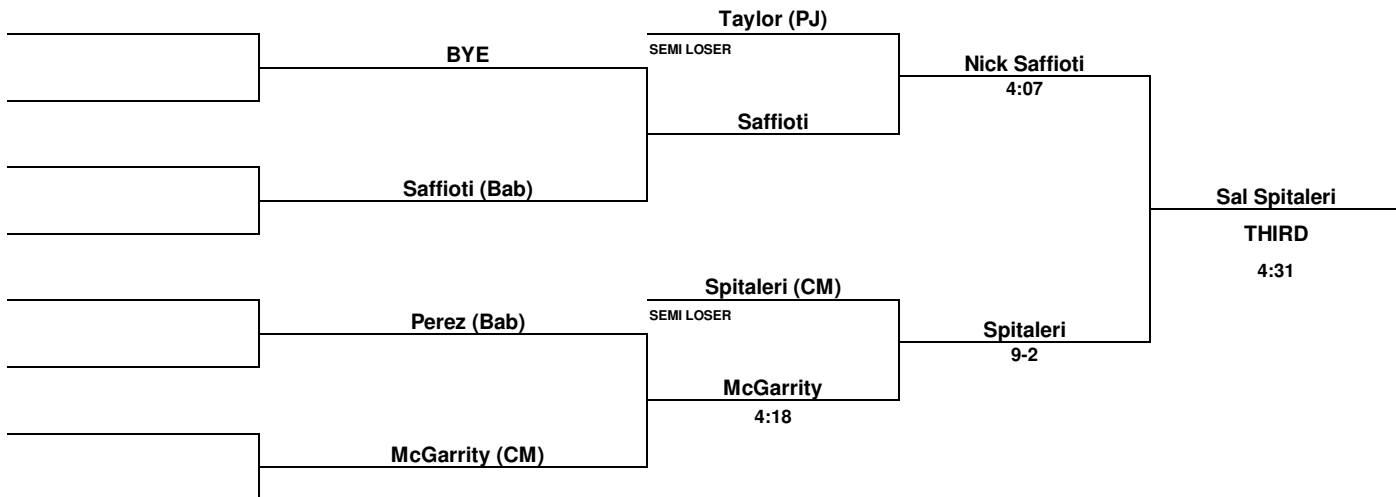 Taylor (PJ)
BYE
SEMI LOSER
Nick Saffioti
4:07
Saffioti
Saffioti (Bab)
Sal Spitaleri
THIRD
4:31
Spitaleri (CM)
Perez (Bab)
SEMI LOSER
Spitaleri
9-2
McGarrity
4:18
McGarrity (CM)